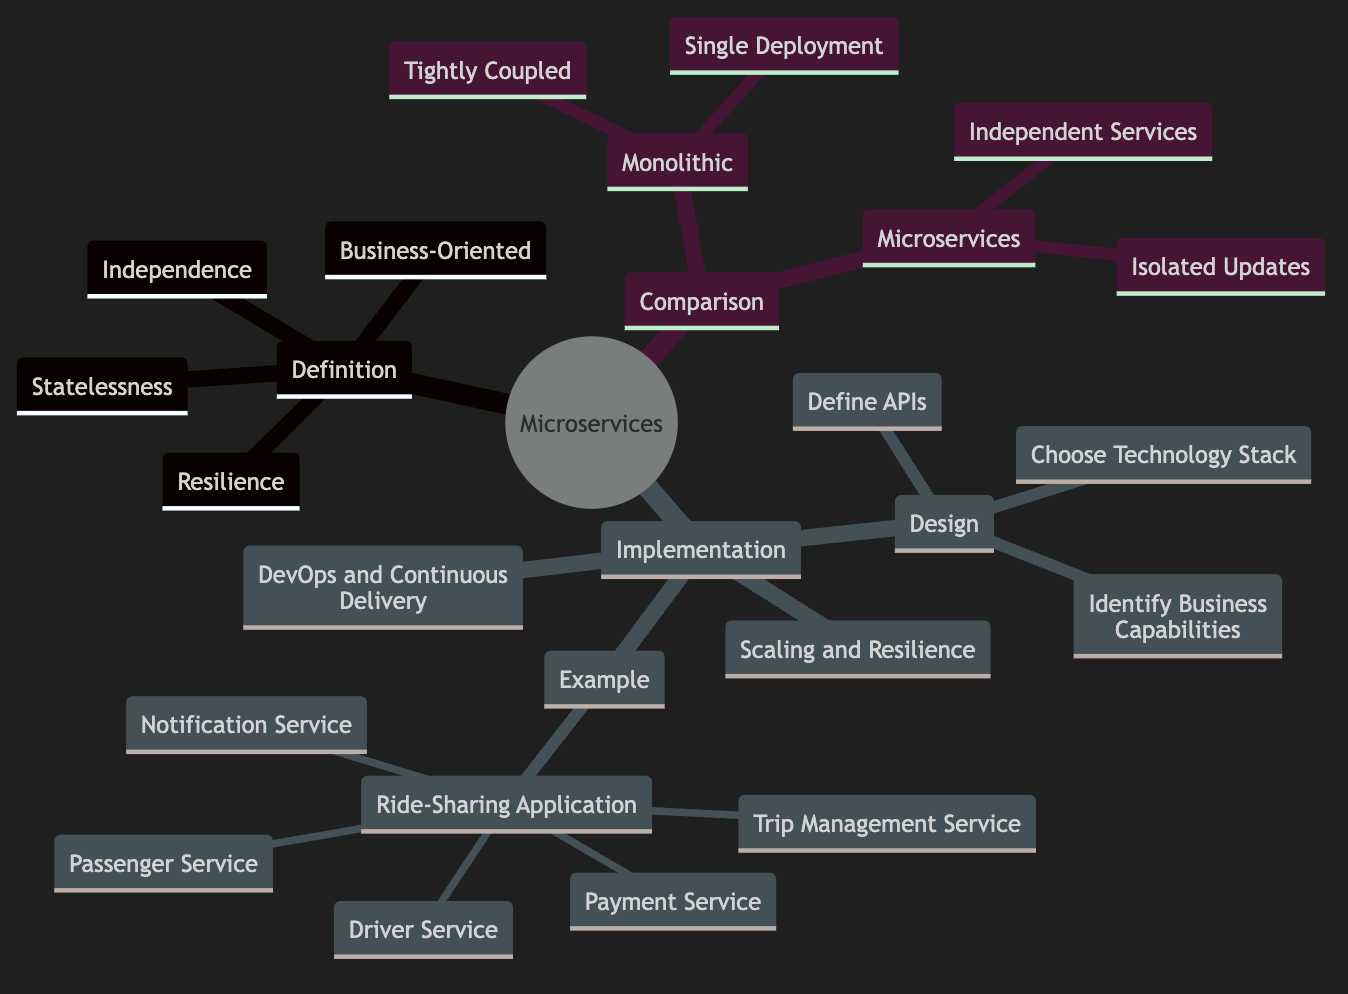 Single Deployment
Tightly Coupled
Independent Services
Monolithic
Microservices
Business-Oriented
Independence
Isolated Updates
Comparison
Definition
Statelessness
Define APIs
Microservices
Choose Technology Stack
Resilience
Design
Implementation
DevOps and Continuous
Delivery
Identify Business
Capabilities
Scaling and Resilience
Example
Notification Service
Ride-Sharing Application
Trip Management Service
Passenger Service
Payment Service
Driver Service